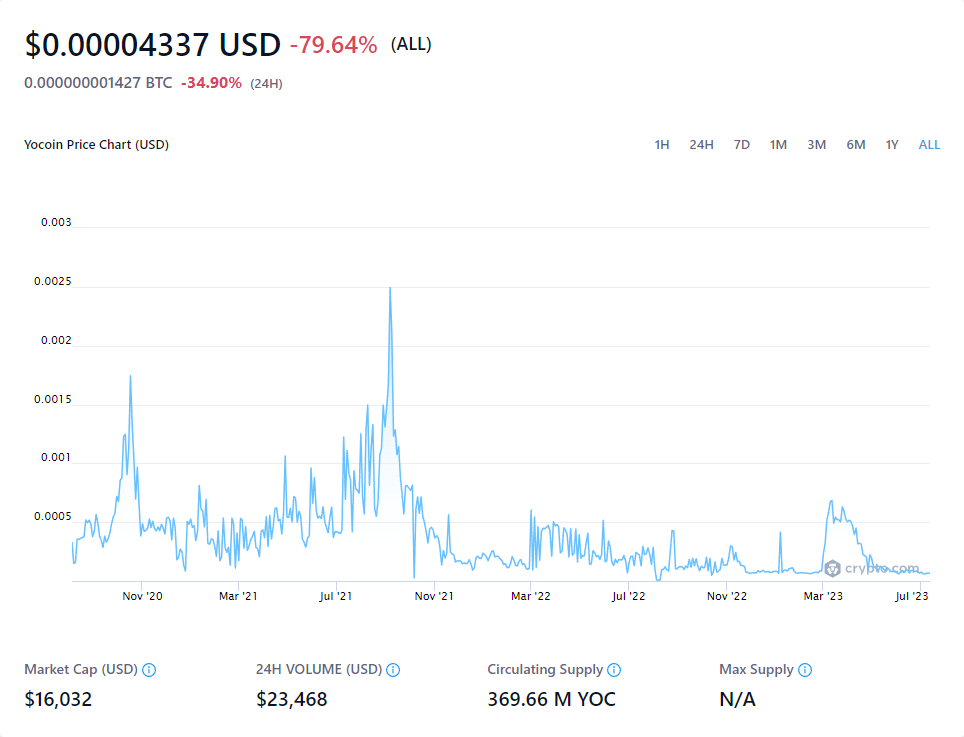 $0.00004337 USD -79.64% (ALL)
0.000000001427 BTC -34.90% (24H)
Yocoin Price Chart (USD) 1H 24H 7D 1M 3M 6M 1Y ALL
0.003
0.0025
0.002
0.0015
0.001
0.0005
crypto.com
Nov '20 Mar '21 Jul '21 Nov '21 Mar '22 Jul '22 Nov '22 Mar '23 Jul '23
Market Cap (USD) 24H VOLUME (USD) Circulating Supply Max Supply
$16,032 $23,468 369.66 M YOC N/A